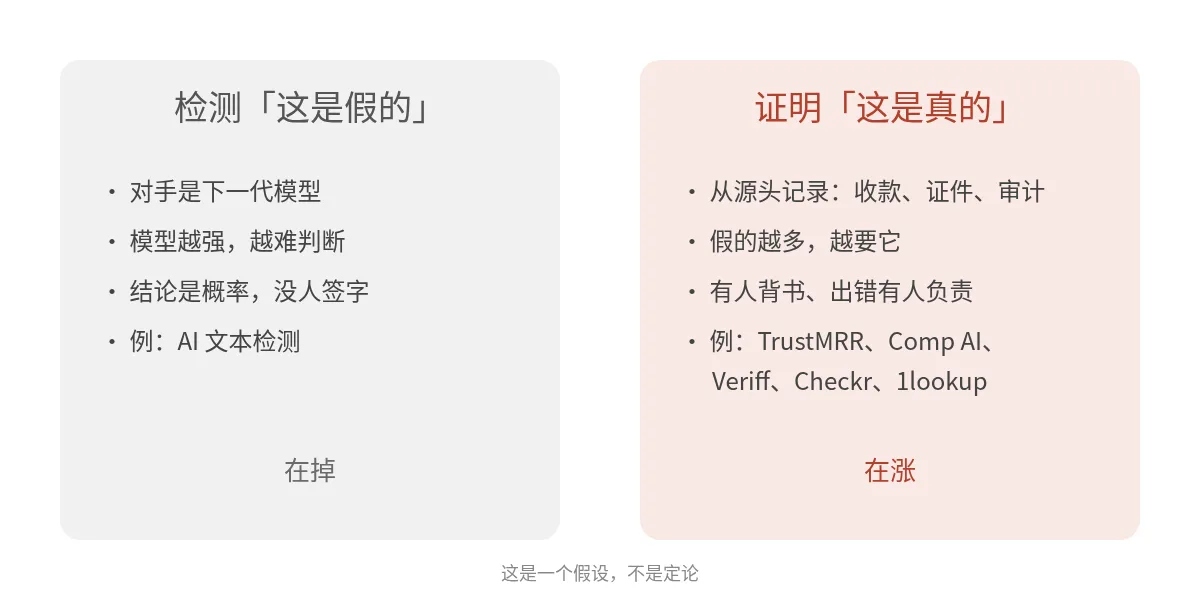 检测「这是假的」
• 对手是下一代模型
• 模型越强，越难判断
• 结论是概率，没人签字
• 例：AI 文本检测
在掉
证明「这是真的」
• 从源头记录：收款、证件、审计
• 假的越多，越要它
• 有人背书、出错有人负责
• 例：TrustMRR、Comp AI、
Veriff、Checkr、1lookup
在涨
这是一个假设，不是定论